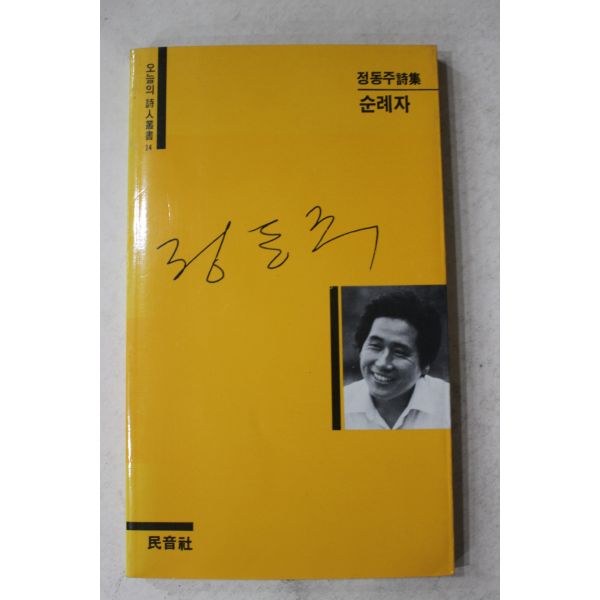 오늘의 詩人叢書
14
정동주詩集
순례자
정동주
民音社